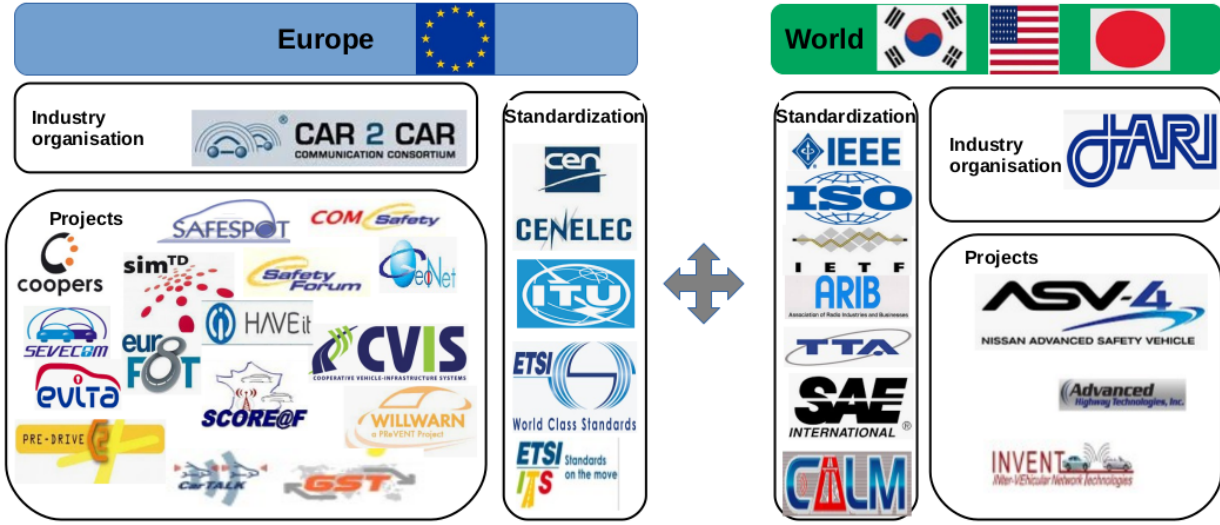 Europe
World
Industry
organisation
CAR 2 CAR
COMMUNICATION CONSORTIUM
®
Standardization
cen
CENELEC
ITU
ETSI
World Class Standards
ETSI
ITS
Standards
on the move
Projects
SAFESPOT
COM Safety
coopers
simTD
Safety
Forum
GeoNet
SEVECOM
euro
FOT
HAVEit
CVIS
COOPERATIVE VEHICLE-INFRASTRUCTURE SYSTEMS
evita
SCORE@F
WILLWARN
a PReVENT Project
PRE-DRIVE C2X
CarTALK
GST
Standardization
IEEE
ISO
IETF
ARIB
Association of Radio Industries and Businesses
TTA
SAE
INTERNATIONAL®
CALM
Industry
organisation
JARI
Projects
ASV-4
NISSAN ADVANCED SAFETY VEHICLE
Advanced
Highway Technologies, Inc.
INVENT
INter-VEhicular Network Technologies